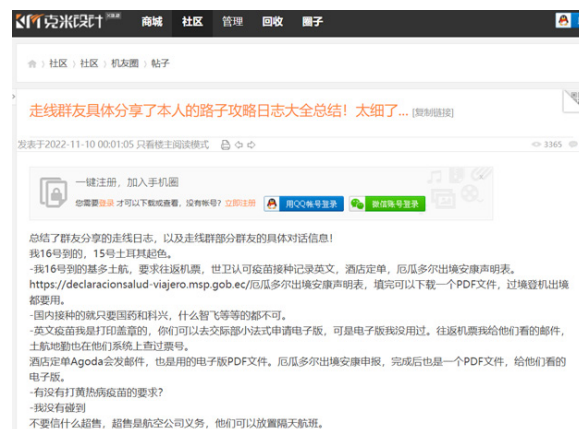 克米設計
商城 社区 管理 回收 圈子
社区 > 社区 > 机友圈 > 帖子
走线群友具体分享了本人的路子攻略日志大全总结！太细了... [复制链接]
发表于2022-11-10 00:01:05 只看楼主阅读模式 3365
一键注册，加入手机圈
您需要登录 才可以下载或查看，没有帐号？立即注册 用QQ帐号登录 微信账号登录
总结了群友分享的走线日志，以及走线群部分群友的具体对话信息！
我16号到的，15号土耳其起色。
-我16号到的基多土航，要求往返机票，世卫认可疫苗接种记录英文，酒店定单，厄瓜多尔出境安康声明表。
https://declaracionsalud-viajero.msp.gob.ec/厄瓜多尔出境安康声明表，填完可以下载一个PDF文件，过境登机出境
都要用。
-国内接种的就只要国药和科兴，什么智飞等等的都不可。
-英文疫苗我是打印盖章的，你们可以去交际部小法式申请电子版，可是电子版我没用过。往返机票我给他们看的邮件，
土航地勤也在他们系统上查过票号。
酒店定单Agoda会发邮件，也是用的电子版PDF文件。厄瓜多尔出境安康申报，完成后也是一个PDF文件，给他们看的
电子版。
-有没有打黄热病疫苗的要求？
-我没有碰到
不要信什么超售，超售是航空公司义务，他们可以放置隔天航班。